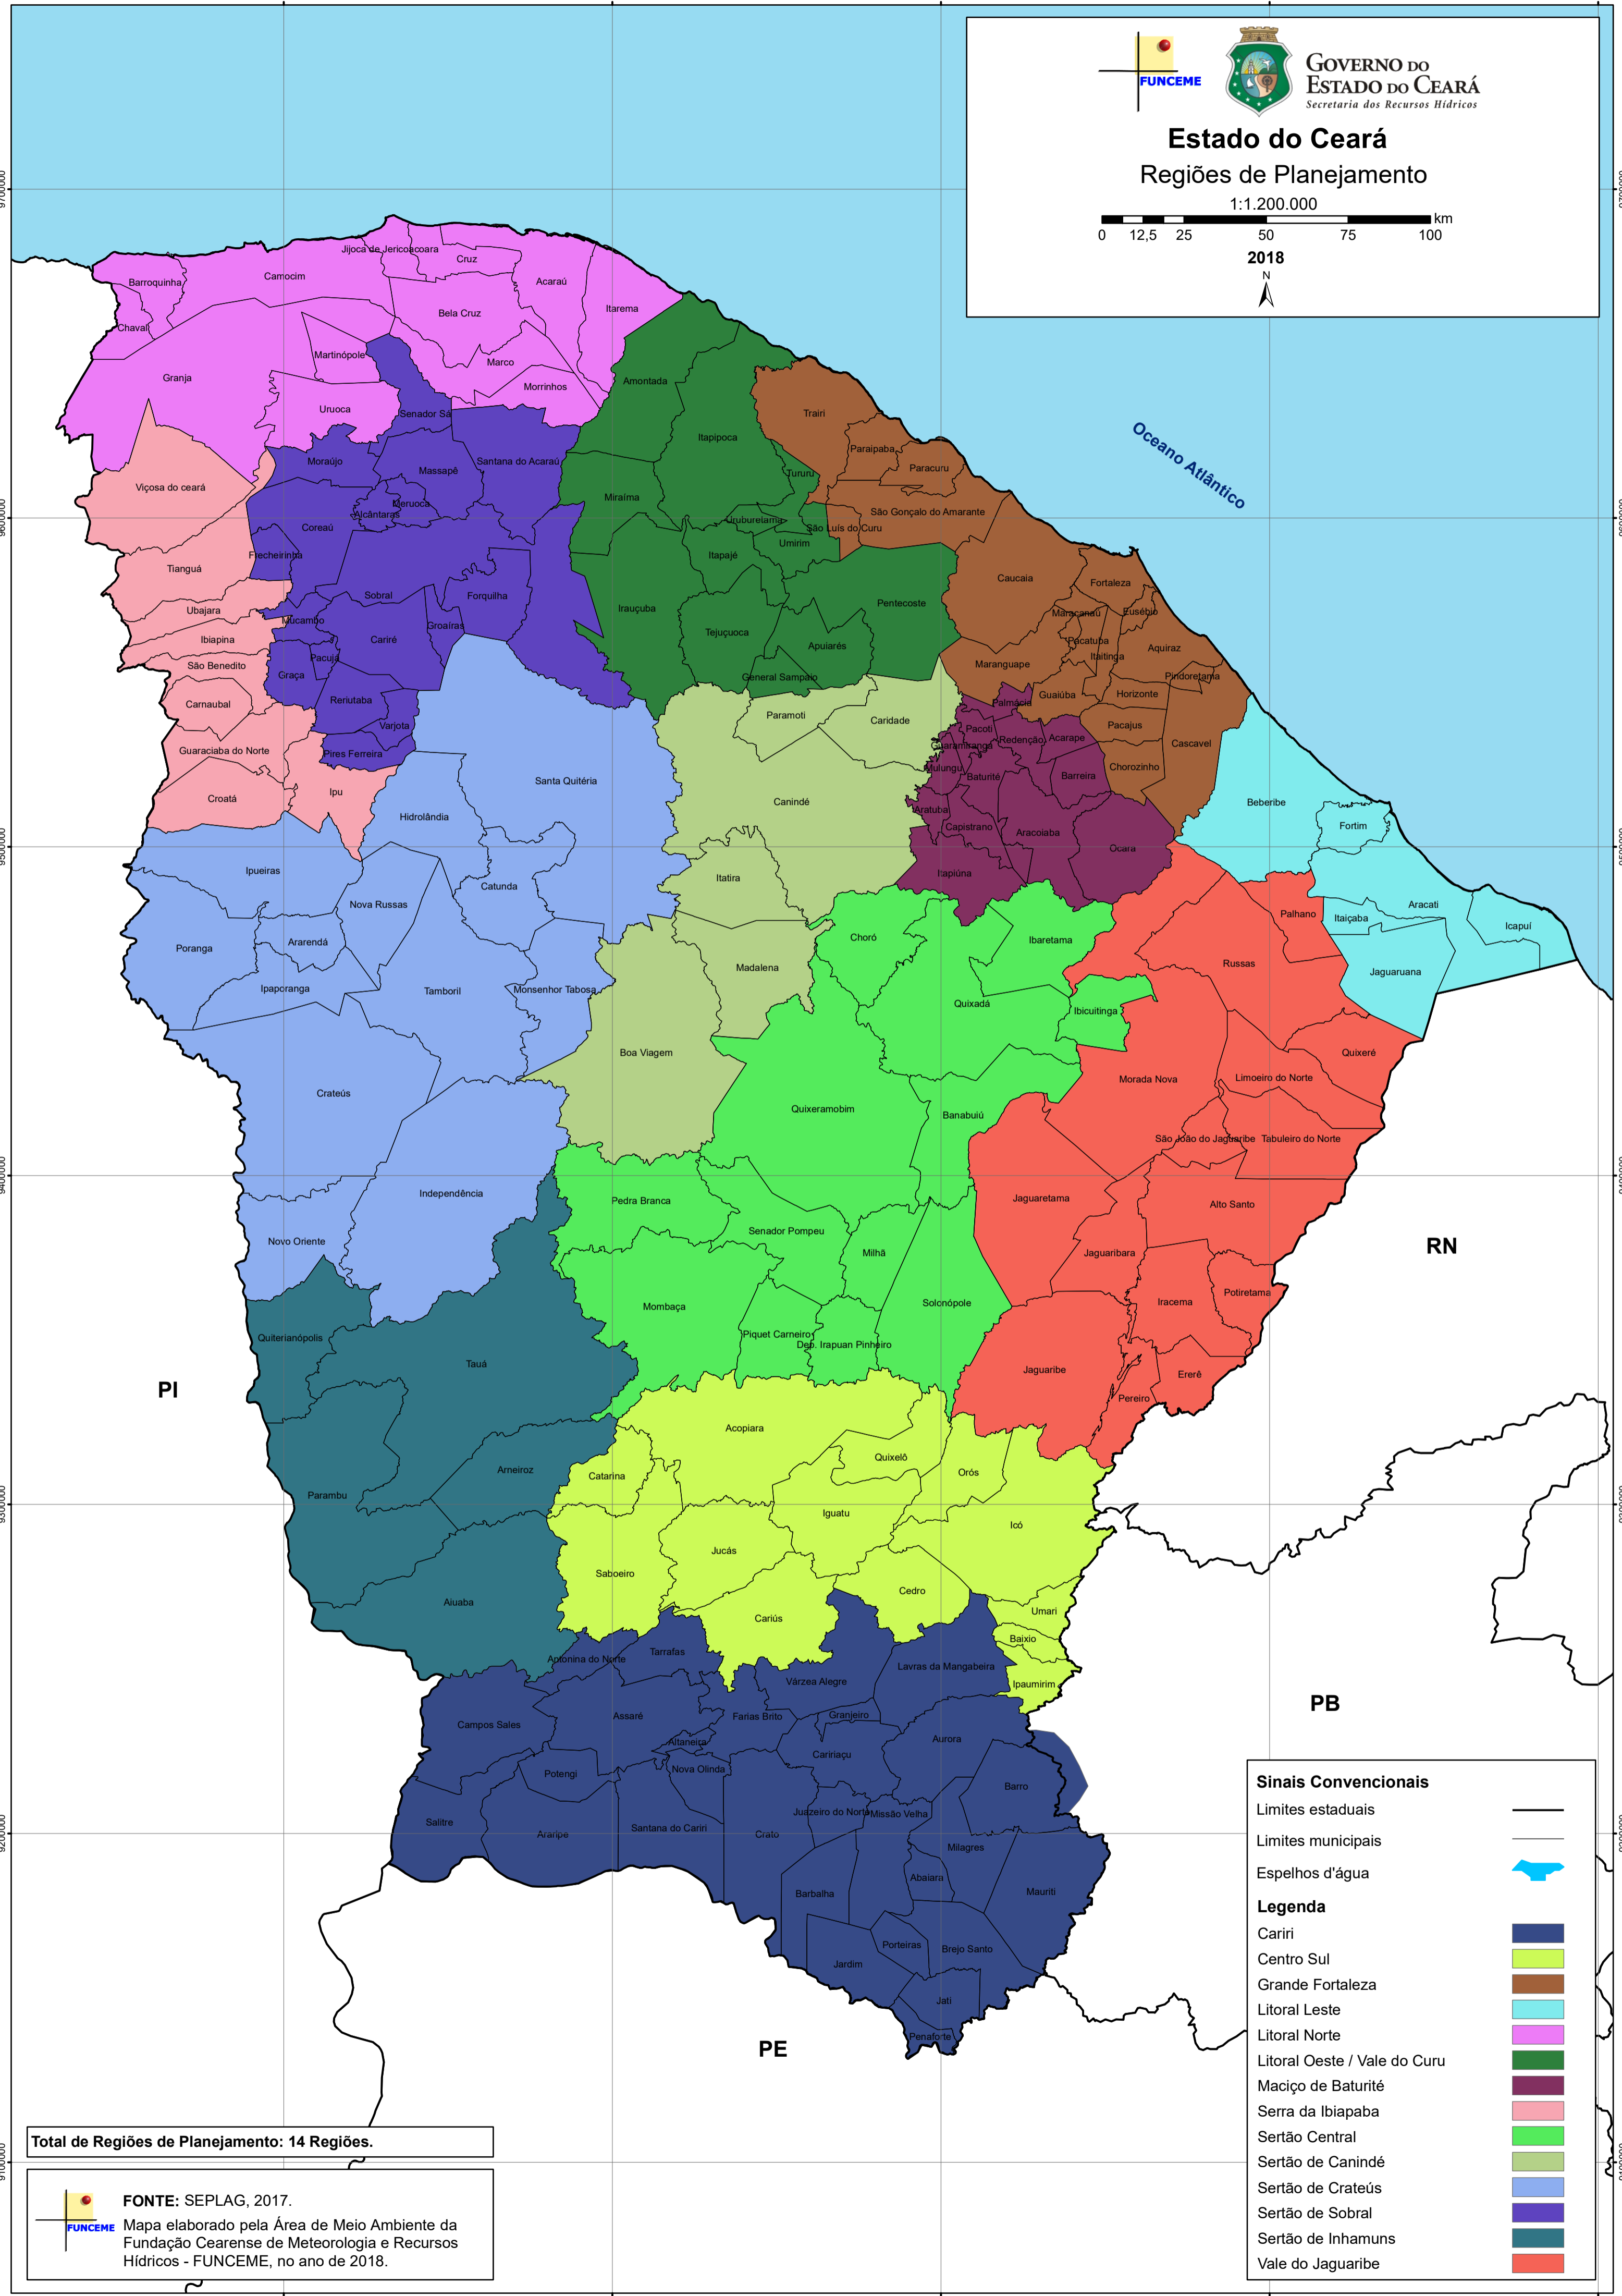 FUNCEME
GOVERNO DO
ESTADO DO CEARÁ
Secretaria dos Recursos Hídricos
Estado do Ceará
Regiões de Planejamento
1:1.200.000
km
0 12,5 25 50 75 100
2018
N
Oceano Atlântico
Jijoca de Jericoacoara
Cruz
Barroquinha
Camocim
Acaraú
Itarema
Bela Cruz
Chaval
Martinópole
Marco
Granja
Morrinhos
Uruoca
Senador Sá
Amontada
Itapipoca
Trairi
Paraipaba
Paracuru
Moraújo
Massapê
Santana do Acaraú
Tururu
Viçosa do ceará
Miraíma
Meruoca
Alcântaras
São Gonçalo do Amarante
Coreaú
Uruburetama
São Luís do Curu
Umirim
Frecheirinha
Itapajé
Tianguá
Caucaia
Fortaleza
Sobral
Forquilha
Ubajara
Irauçuba
Pentecoste
Maracanaú
Eusébio
Mucambo
Groaíras
Ibiapina
Cariré
Tejuçuoca
Apuiarés
Pacatuba
Itaitinga
Aquiraz
São Benedito
Pacujá
Graça
General Sampaio
Maranguape
Pindoretama
Carnaubal
Reriutaba
Guaiúba
Horizonte
Palmácia
Paramoti
Caridade
Varjota
Pacajus
Pacoti
Redenção
Acarape
Cascavel
Guaraciaba do Norte
Pires Ferreira
Guaramiranga
Mulungu
Baturité
Barreira
Chorozinho
Santa Quitéria
Croatá
Ipu
Canindé
Aratuba
Beberibe
Hidrolândia
Capistrano
Aracoiaba
Fortim
Ocara
Ipueiras
Itatira
Itapiúna
Catunda
Nova Russas
Palhano
Aracati
Itaiçaba
Icapuí
Choró
Ibaretama
Ararendá
Poranga
Madalena
Russas
Jaguaruana
Ipaporanga
Tamboril
Monsenhor Tabosa
Quixadá
Ibicuitinga
Boa Viagem
Quixeré
Morada Nova
Limoeiro do Norte
Crateús
Quixeramobim
Banabuiú
São João do Jaguaribe
Tabuleiro do Norte
Independência
Pedra Branca
Jaguaretama
Alto Santo
Senador Pompeu
Novo Oriente
Milhã
Jaguaribara
RN
Potiretama
Iracema
Solonópole
Mombaça
Quiterianópolis
Piquet Carneiro
Dep. Irapuan Pinheiro
Tauá
Jaguaribe
Ererê
PI
Pereiro
Acopiara
Quixelô
Arneiroz
Catarina
Orós
Parambu
Iguatu
Icó
Jucás
Saboeiro
Cedro
Aiuaba
Umari
Cariús
Baixio
Tarrafas
Antonina do Norte
Lavras da Mangabeira
Várzea Alegre
Ipaumirim
PB
Campos Sales
Assaré
Farias Brito
Granjeiro
Altaneira
Aurora
Caririaçu
Nova Olinda
Potengi
Barro
Juazeiro do Norte
Missão Velha
Salitre
Araripe
Santana do Cariri
Crato
Milagres
Abaiara
Barbalha
Mauriti
Porteiras
Brejo Santo
Jardim
Jati
Penaforte
PE
Sinais Convencionais
Limites estaduais
Limites municipais
Espelhos d'água
Legenda
Cariri
Centro Sul
Grande Fortaleza
Litoral Leste
Litoral Norte
Litoral Oeste / Vale do Curu
Maciço de Baturité
Serra da Ibiapaba
Sertão Central
Sertão de Canindé
Sertão de Crateús
Sertão de Sobral
Sertão de Inhamuns
Vale do Jaguaribe
Total de Regiões de Planejamento: 14 Regiões.
FUNCEME
FONTE: SEPLAG, 2017.
Mapa elaborado pela Área de Meio Ambiente da
Fundação Cearense de Meteorologia e Recursos
Hídricos - FUNCEME, no ano de 2018.